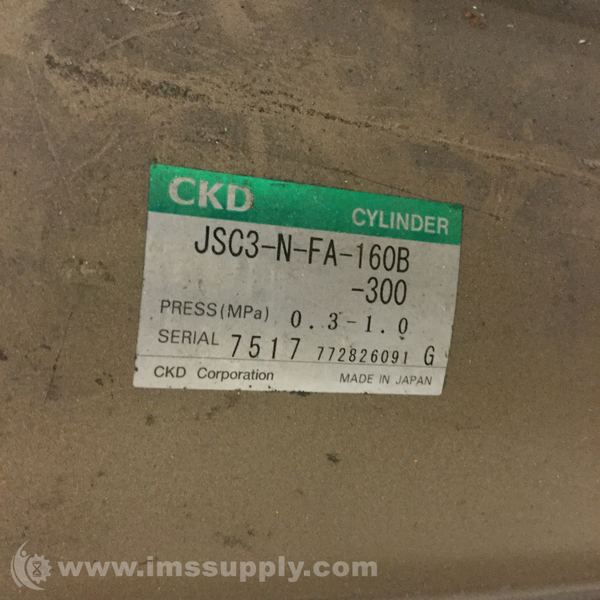 CKD
CYLINDER
JSC3-N-FA-160B
-300
PRESS(MPa) 0.3-1.0
SERIAL 7517 772826091 G
CKD Corporation MADE IN JAPAN
www.imssupply.com